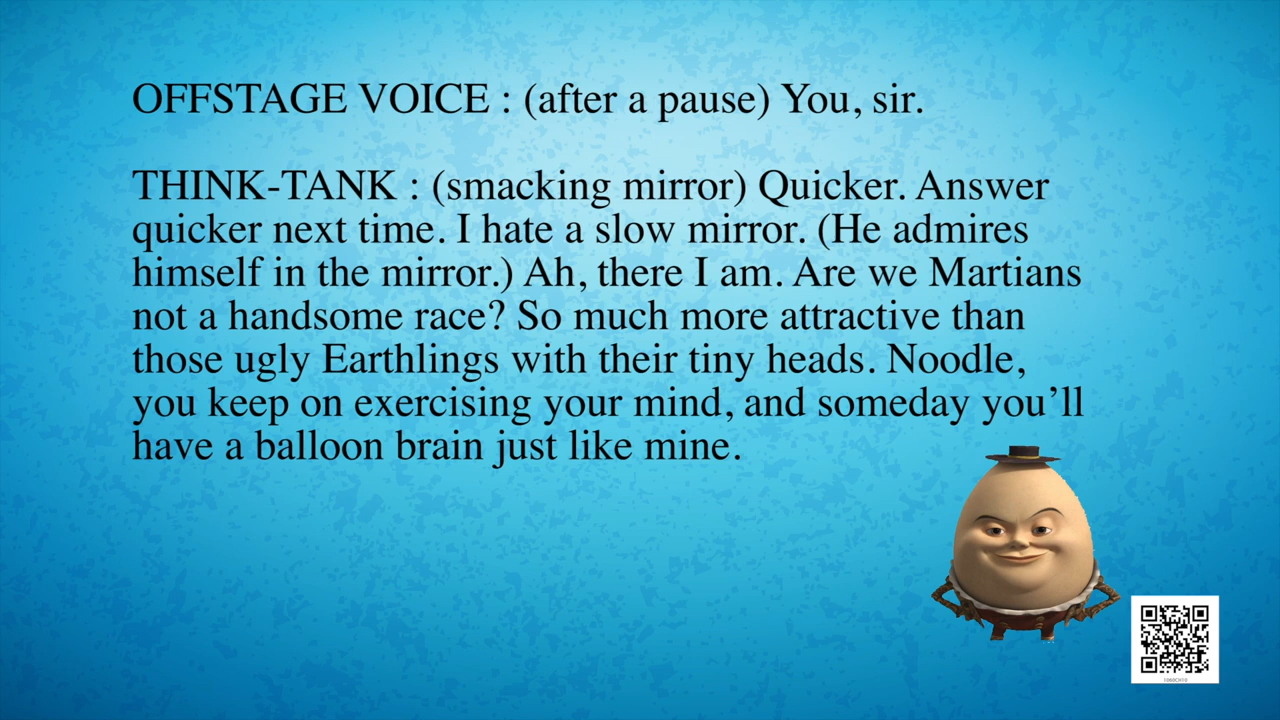 OFFSTAGE VOICE : (after a pause) You, sir.
THINK-TANK : (smacking mirror) Quicker. Answer
quicker next time. I hate a slow mirror. (He admires
himself in the mirror.) Ah, there I am. Are we Martians
not a handsome race? So much more attractive than
those ugly Earthlings with their tiny heads. Noodle,
you keep on exercising your mind, and someday you’ll
have a balloon brain just like mine.